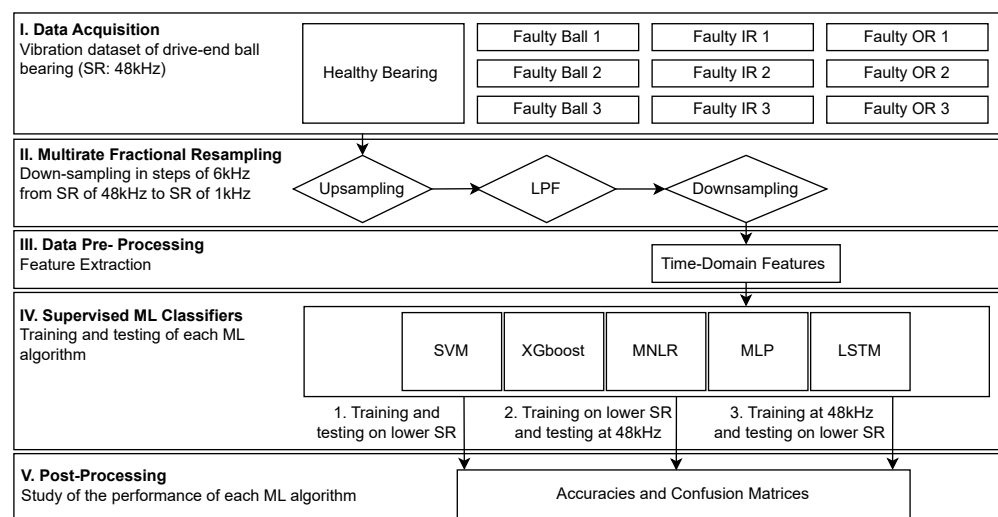 I. Data Acquisition
Vibration dataset of drive-end ball
bearing (SR: 48kHz)
Healthy Bearing
Faulty Ball 1
Faulty IR 1
Faulty OR 1
Faulty Ball 2
Faulty IR 2
Faulty OR 2
Faulty Ball 3
Faulty IR 3
Faulty OR 3
II. Multirate Fractional Resampling
Down-sampling in steps of 6kHz
from SR of 48kHz to SR of 1kHz
Upsampling
LPF
Downsampling
III. Data Pre- Processing
Feature Extraction
Time-Domain Features
IV. Supervised ML Classifiers
Training and testing of each ML
algorithm
SVM
XGboost
MNLR
MLP
LSTM
1. Training and
testing on lower SR
2. Training on lower SR
and testing at 48kHz
3. Training at 48kHz
and testing on lower SR
V. Post-Processing
Study of the performance of each ML algorithm
Accuracies and Confusion Matrices